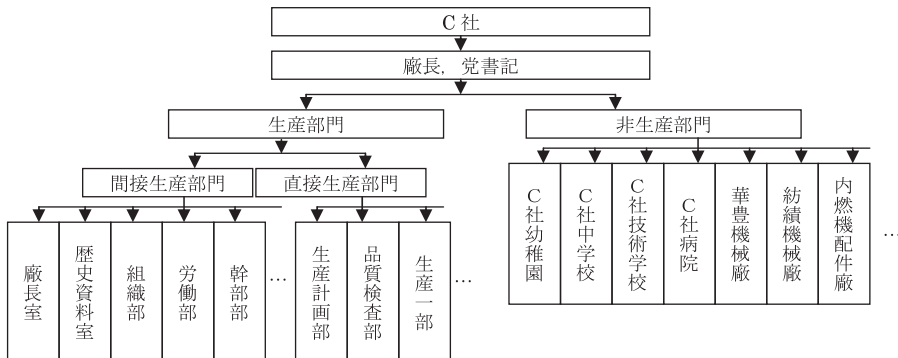 C社
廠長，党書記
生産部門
非生産部門
間接生産部門
直接生産部門
廠長室
歴史資料室
組織部
労働部
幹部部
…
生産計画部
品質検査部
生産一部
…
C社幼稚園
C社中学校
C社技術学校
C社病院
華豊機械廠
紡績機械廠
内燃機配件廠
…